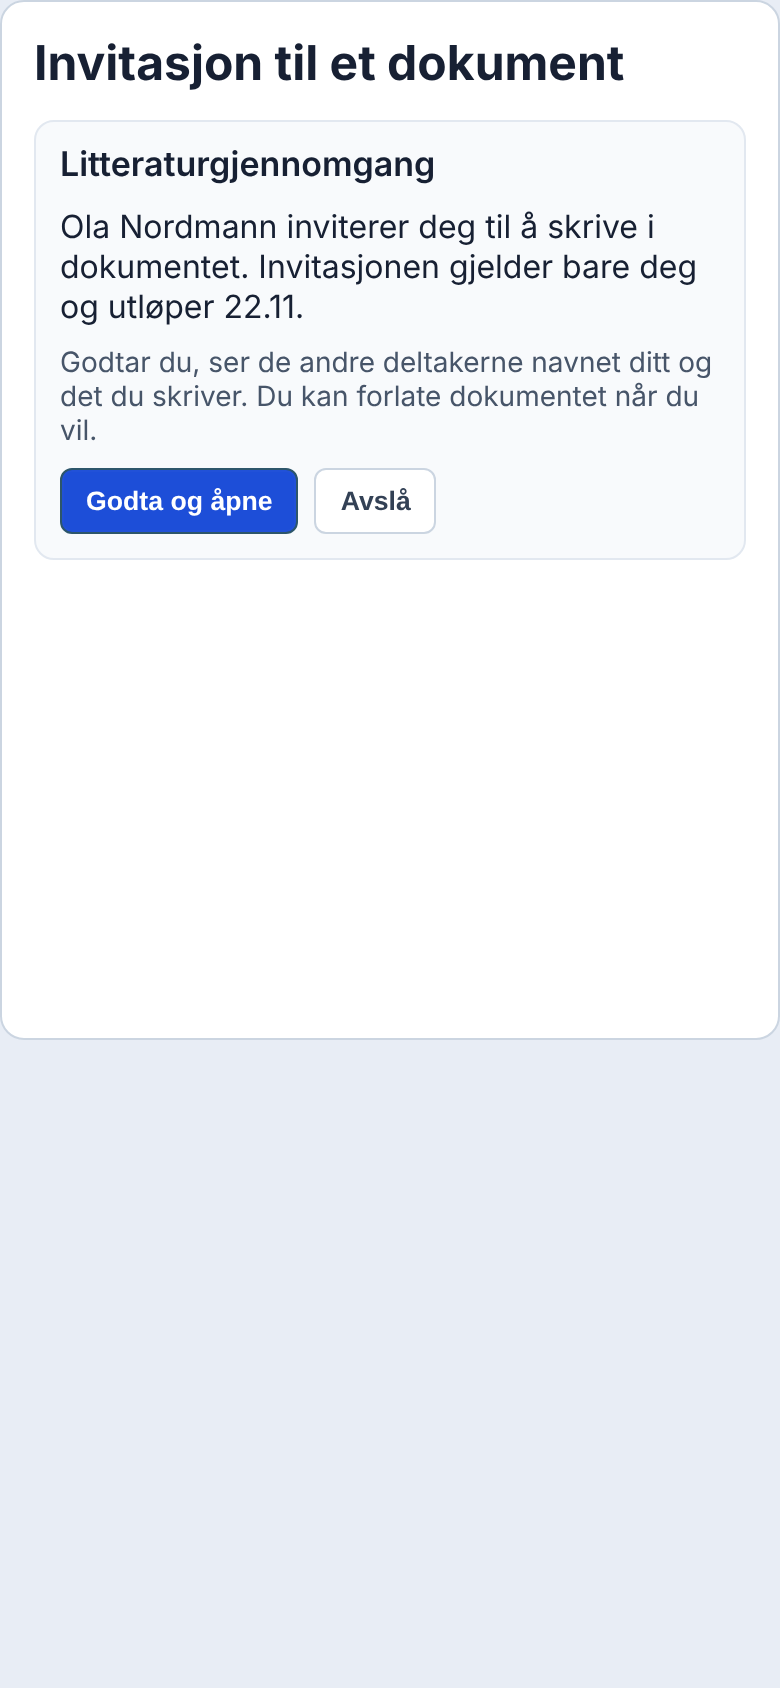 Invitasjon til et dokument
Litteraturgjennomgang
Ola Nordmann inviterer deg til å skrive i
dokumentet. Invitasjonen gjelder bare deg
og utløper 22.11.
Godtar du, ser de andre deltakerne navnet ditt og
det du skriver. Du kan forlate dokumentet når du
vil.
Godta og åpne
Avslå